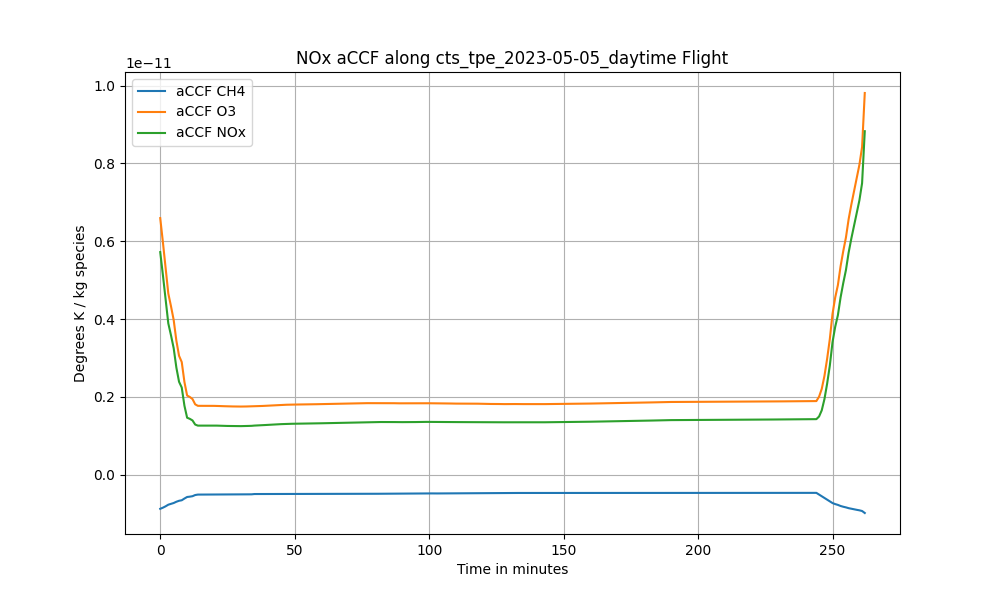 NOx aCCF along cts_tpe_2023-05-05_daytime Flight
1e−11
1.0
0.8
0.6
0.4
0.2
0.0
aCCF CH4
aCCF O3
aCCF NOx
Degrees K / kg species
0 50 100 150 200 250
Time in minutes